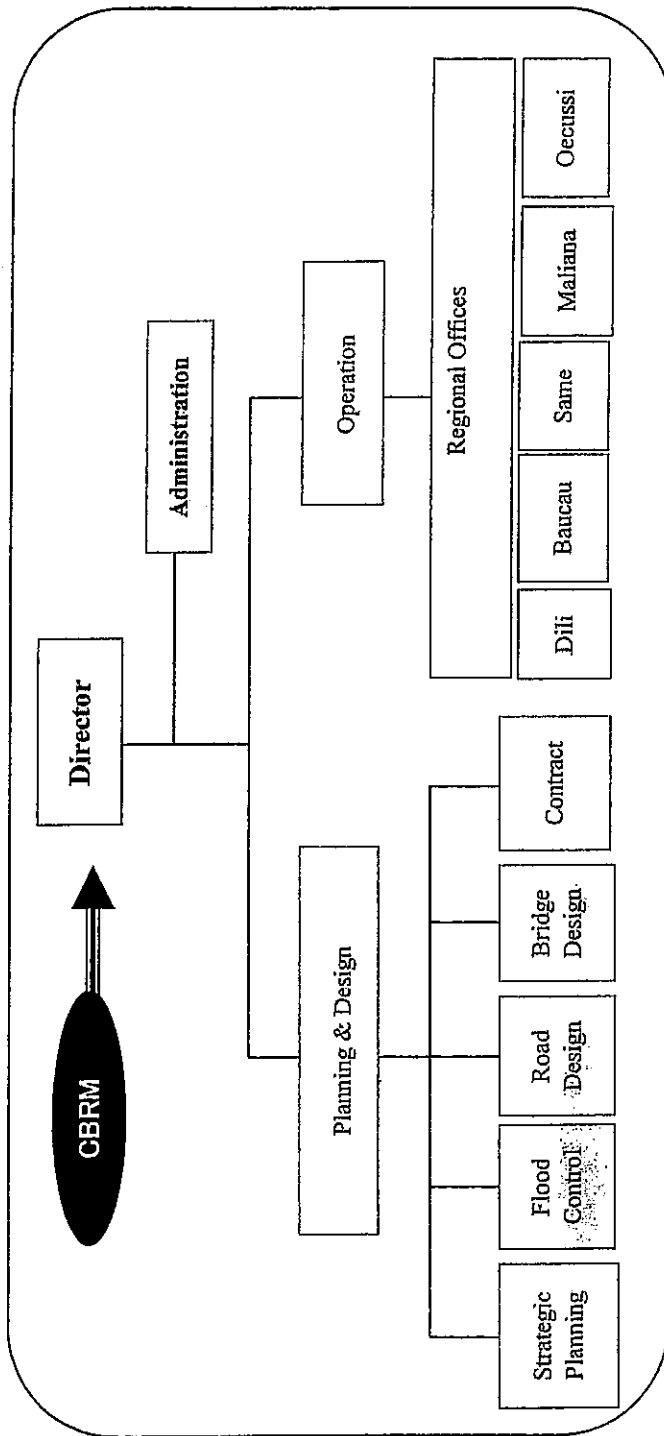 CBRM
Director
Administration
Planning & Design
Operation
Strategic
Planning
Flood
Control
Road
Design
Bridge
Design
Contract
Regional Offices
Dili
Baucau
Same
Maliana
Oecussi